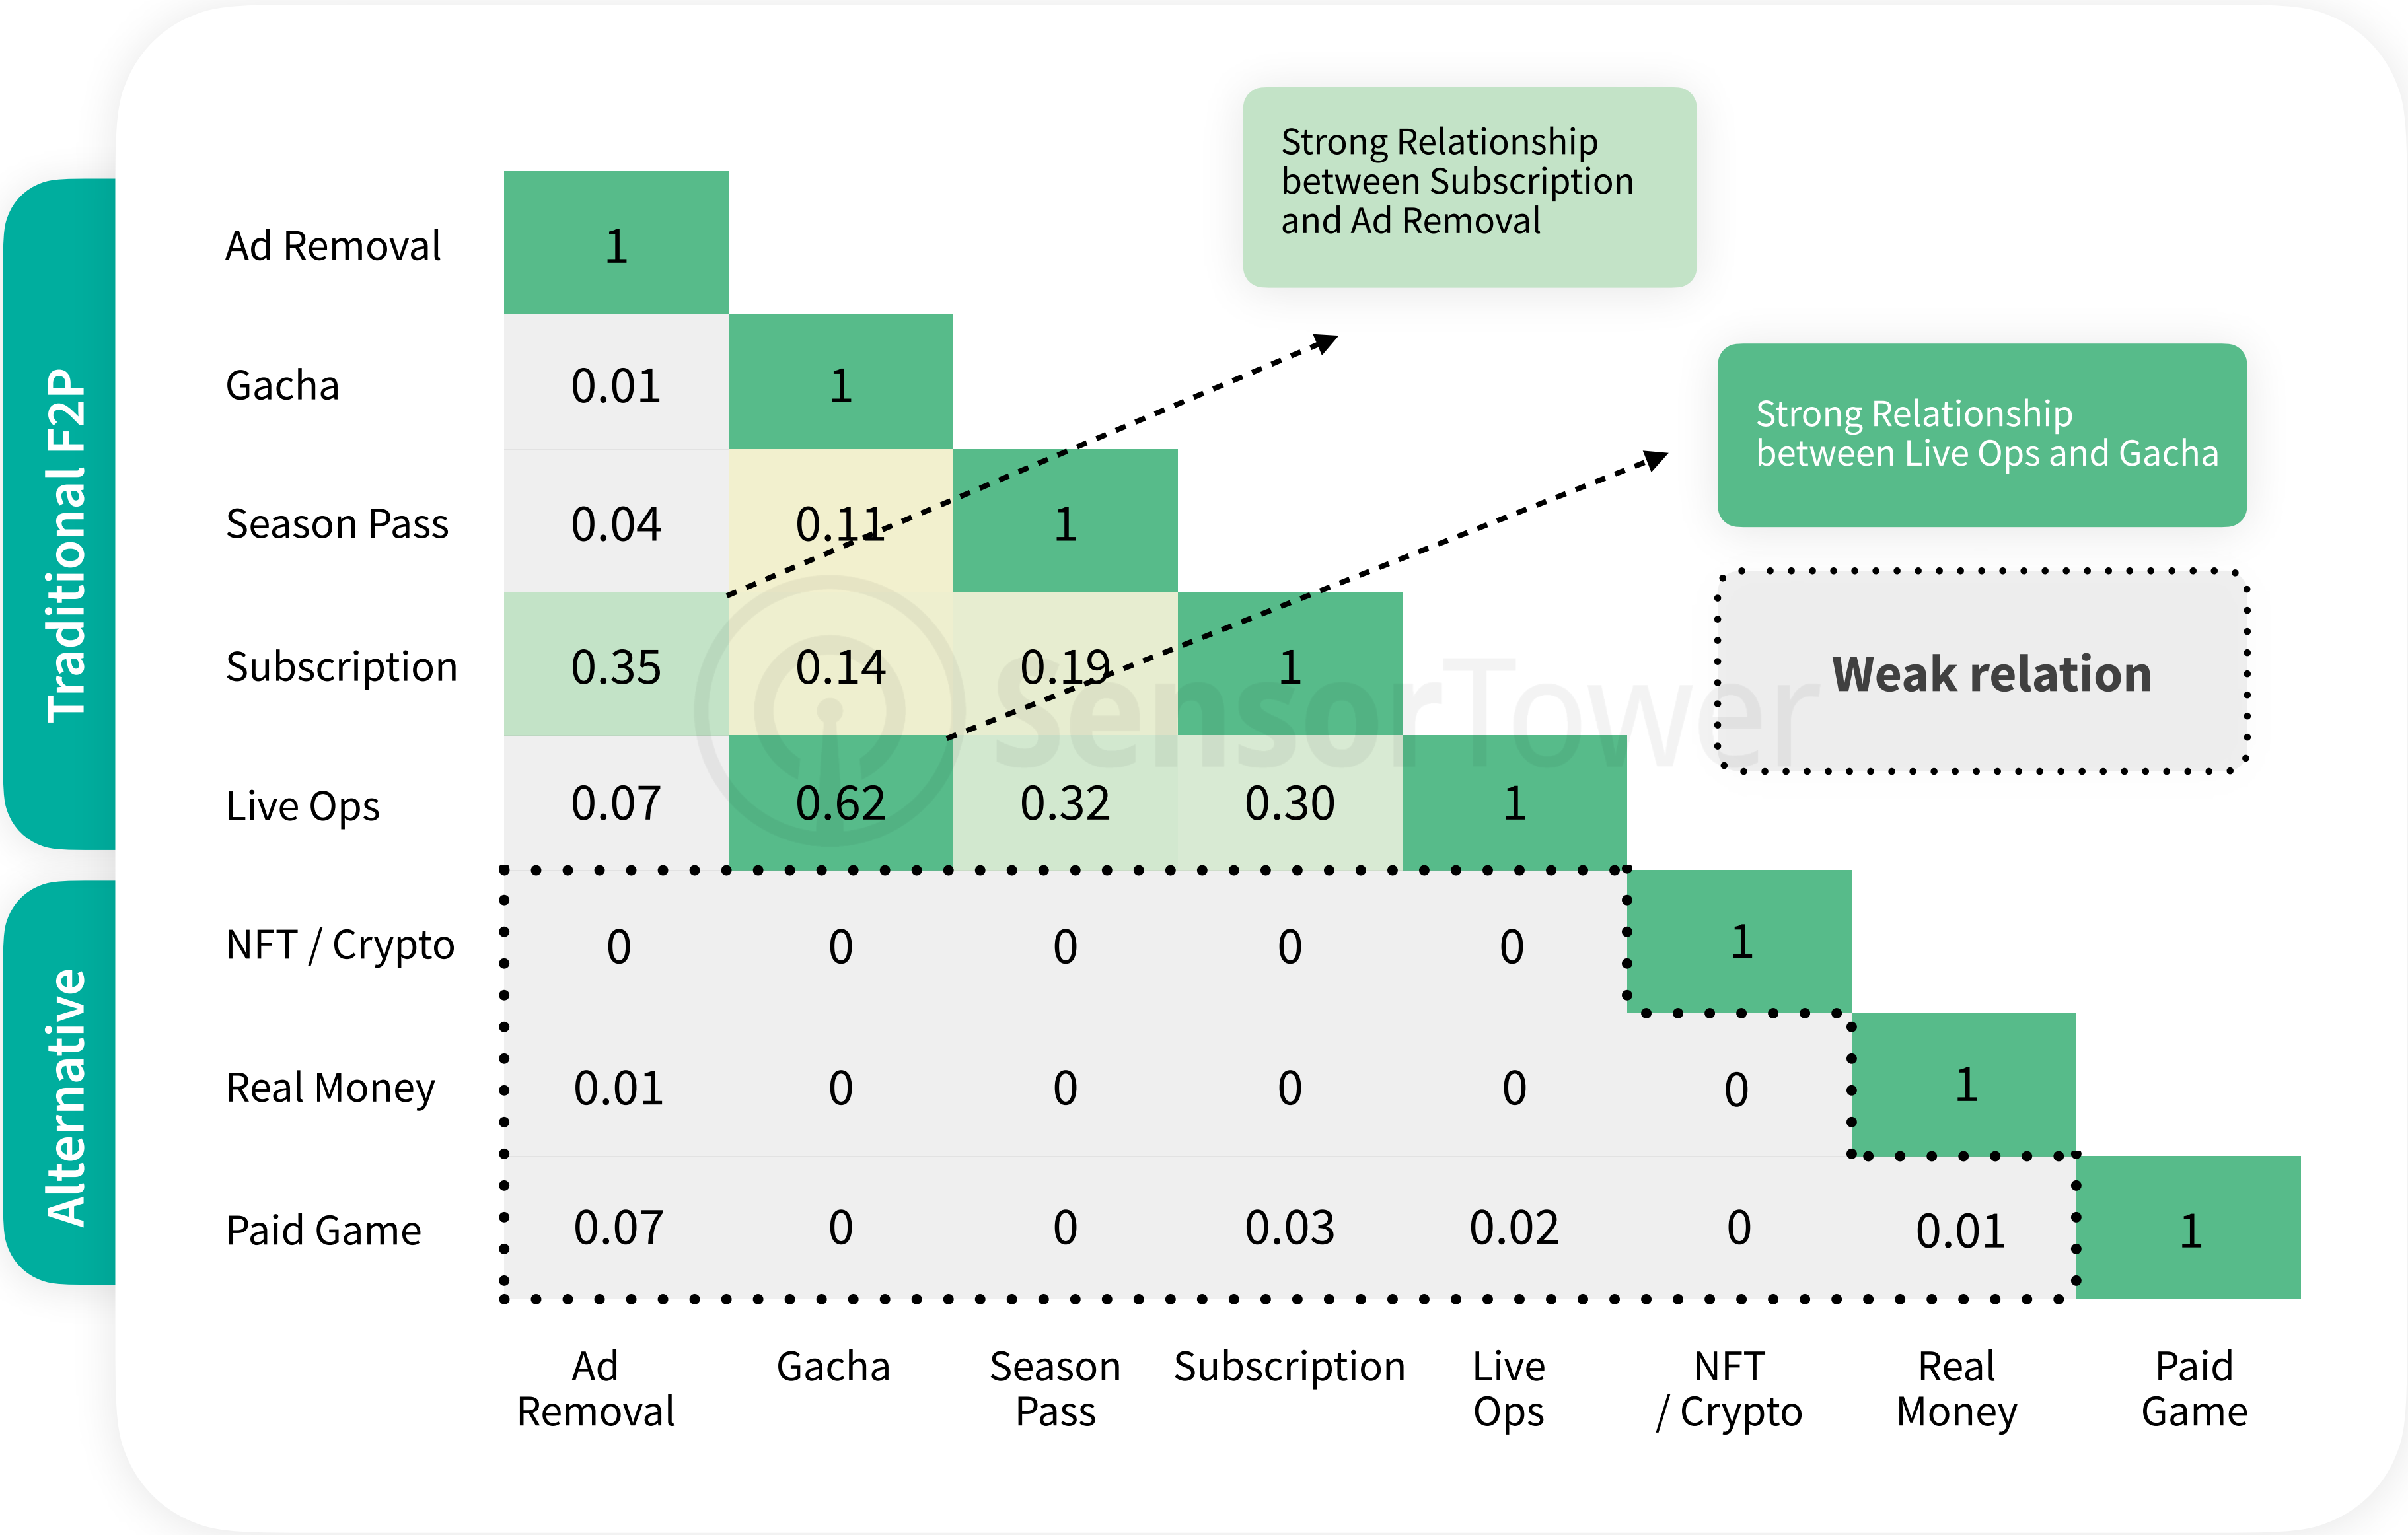 Strong Relationship
between Subscription
and Ad Removal
Strong Relationship
between Live Ops and Gacha
Weak relation
Traditional F2P
Ad Removal 1
Gacha 0.01 1
Season Pass 0.04 0.11 1
Subscription 0.35 0.14 0.19 1
Live Ops 0.07 0.62 0.32 0.30 1
Alternative
NFT / Crypto 0 0 0 0 0 1
Real Money 0.01 0 0 0 0 0 1
Paid Game 0.07 0 0 0.03 0.02 0 0.01 1
Ad Gacha Season Subscription Live NFT Real Paid
Removal Pass Ops / Crypto Money Game
SensorTower